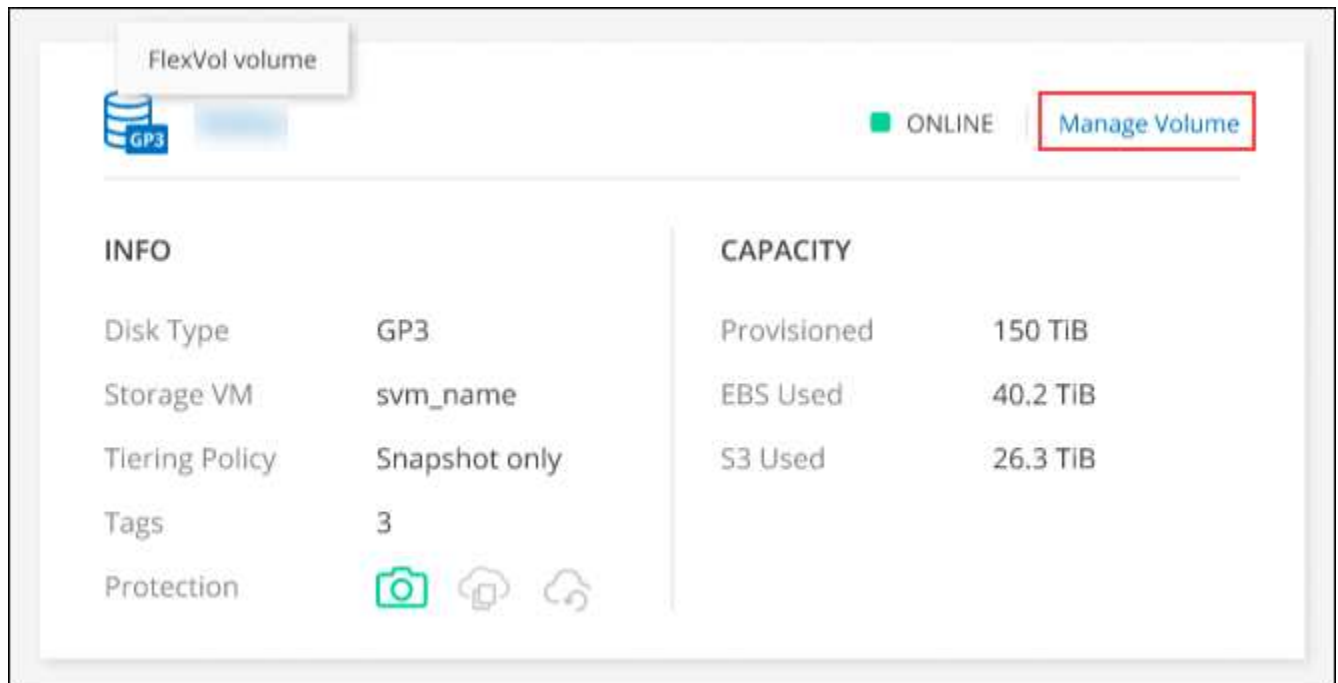 FlexVol volume
GP3
ONLINE
Manage Volume
INFO
Disk Type GP3
Storage VM svm_name
Tiering Policy Snapshot only
Tags 3
Protection
CAPACITY
Provisioned 150 TiB
EBS Used 40.2 TiB
S3 Used 26.3 TiB